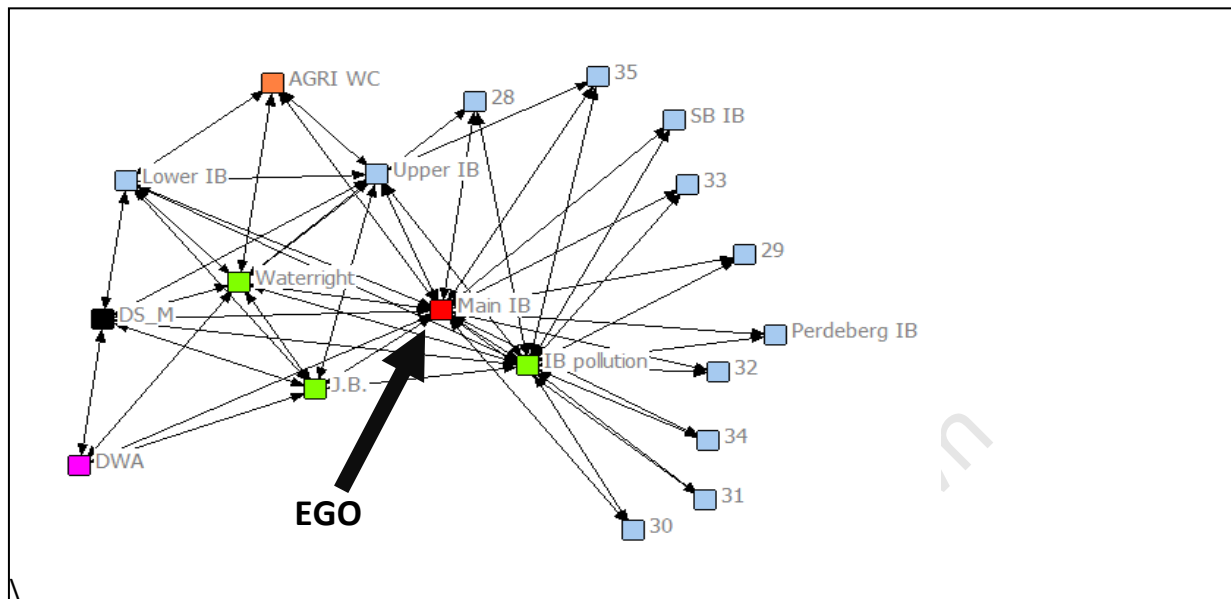 35
AGRI WC
28
SB IB
Upper IB
Lower IB
33
29
Waterright
Main IB
DS_M
Perdeberg IB
IB pollution
32
J.B.
34
DWA
31
EGO
30
\